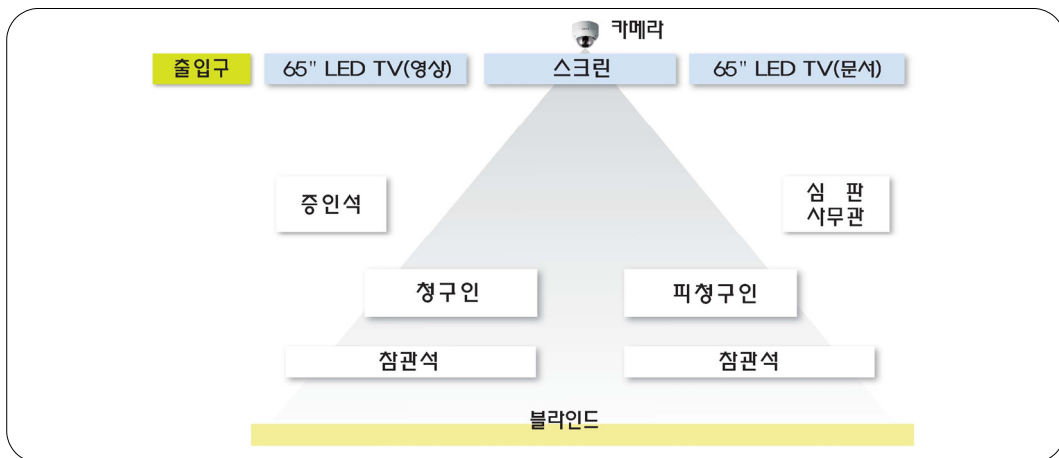 카메라
출입구
65" LED TV(영상)
스크린
65" LED TV(문서)
증인석
심 판
사무관
청구인
피청구인
참관석
참관석
블라인드